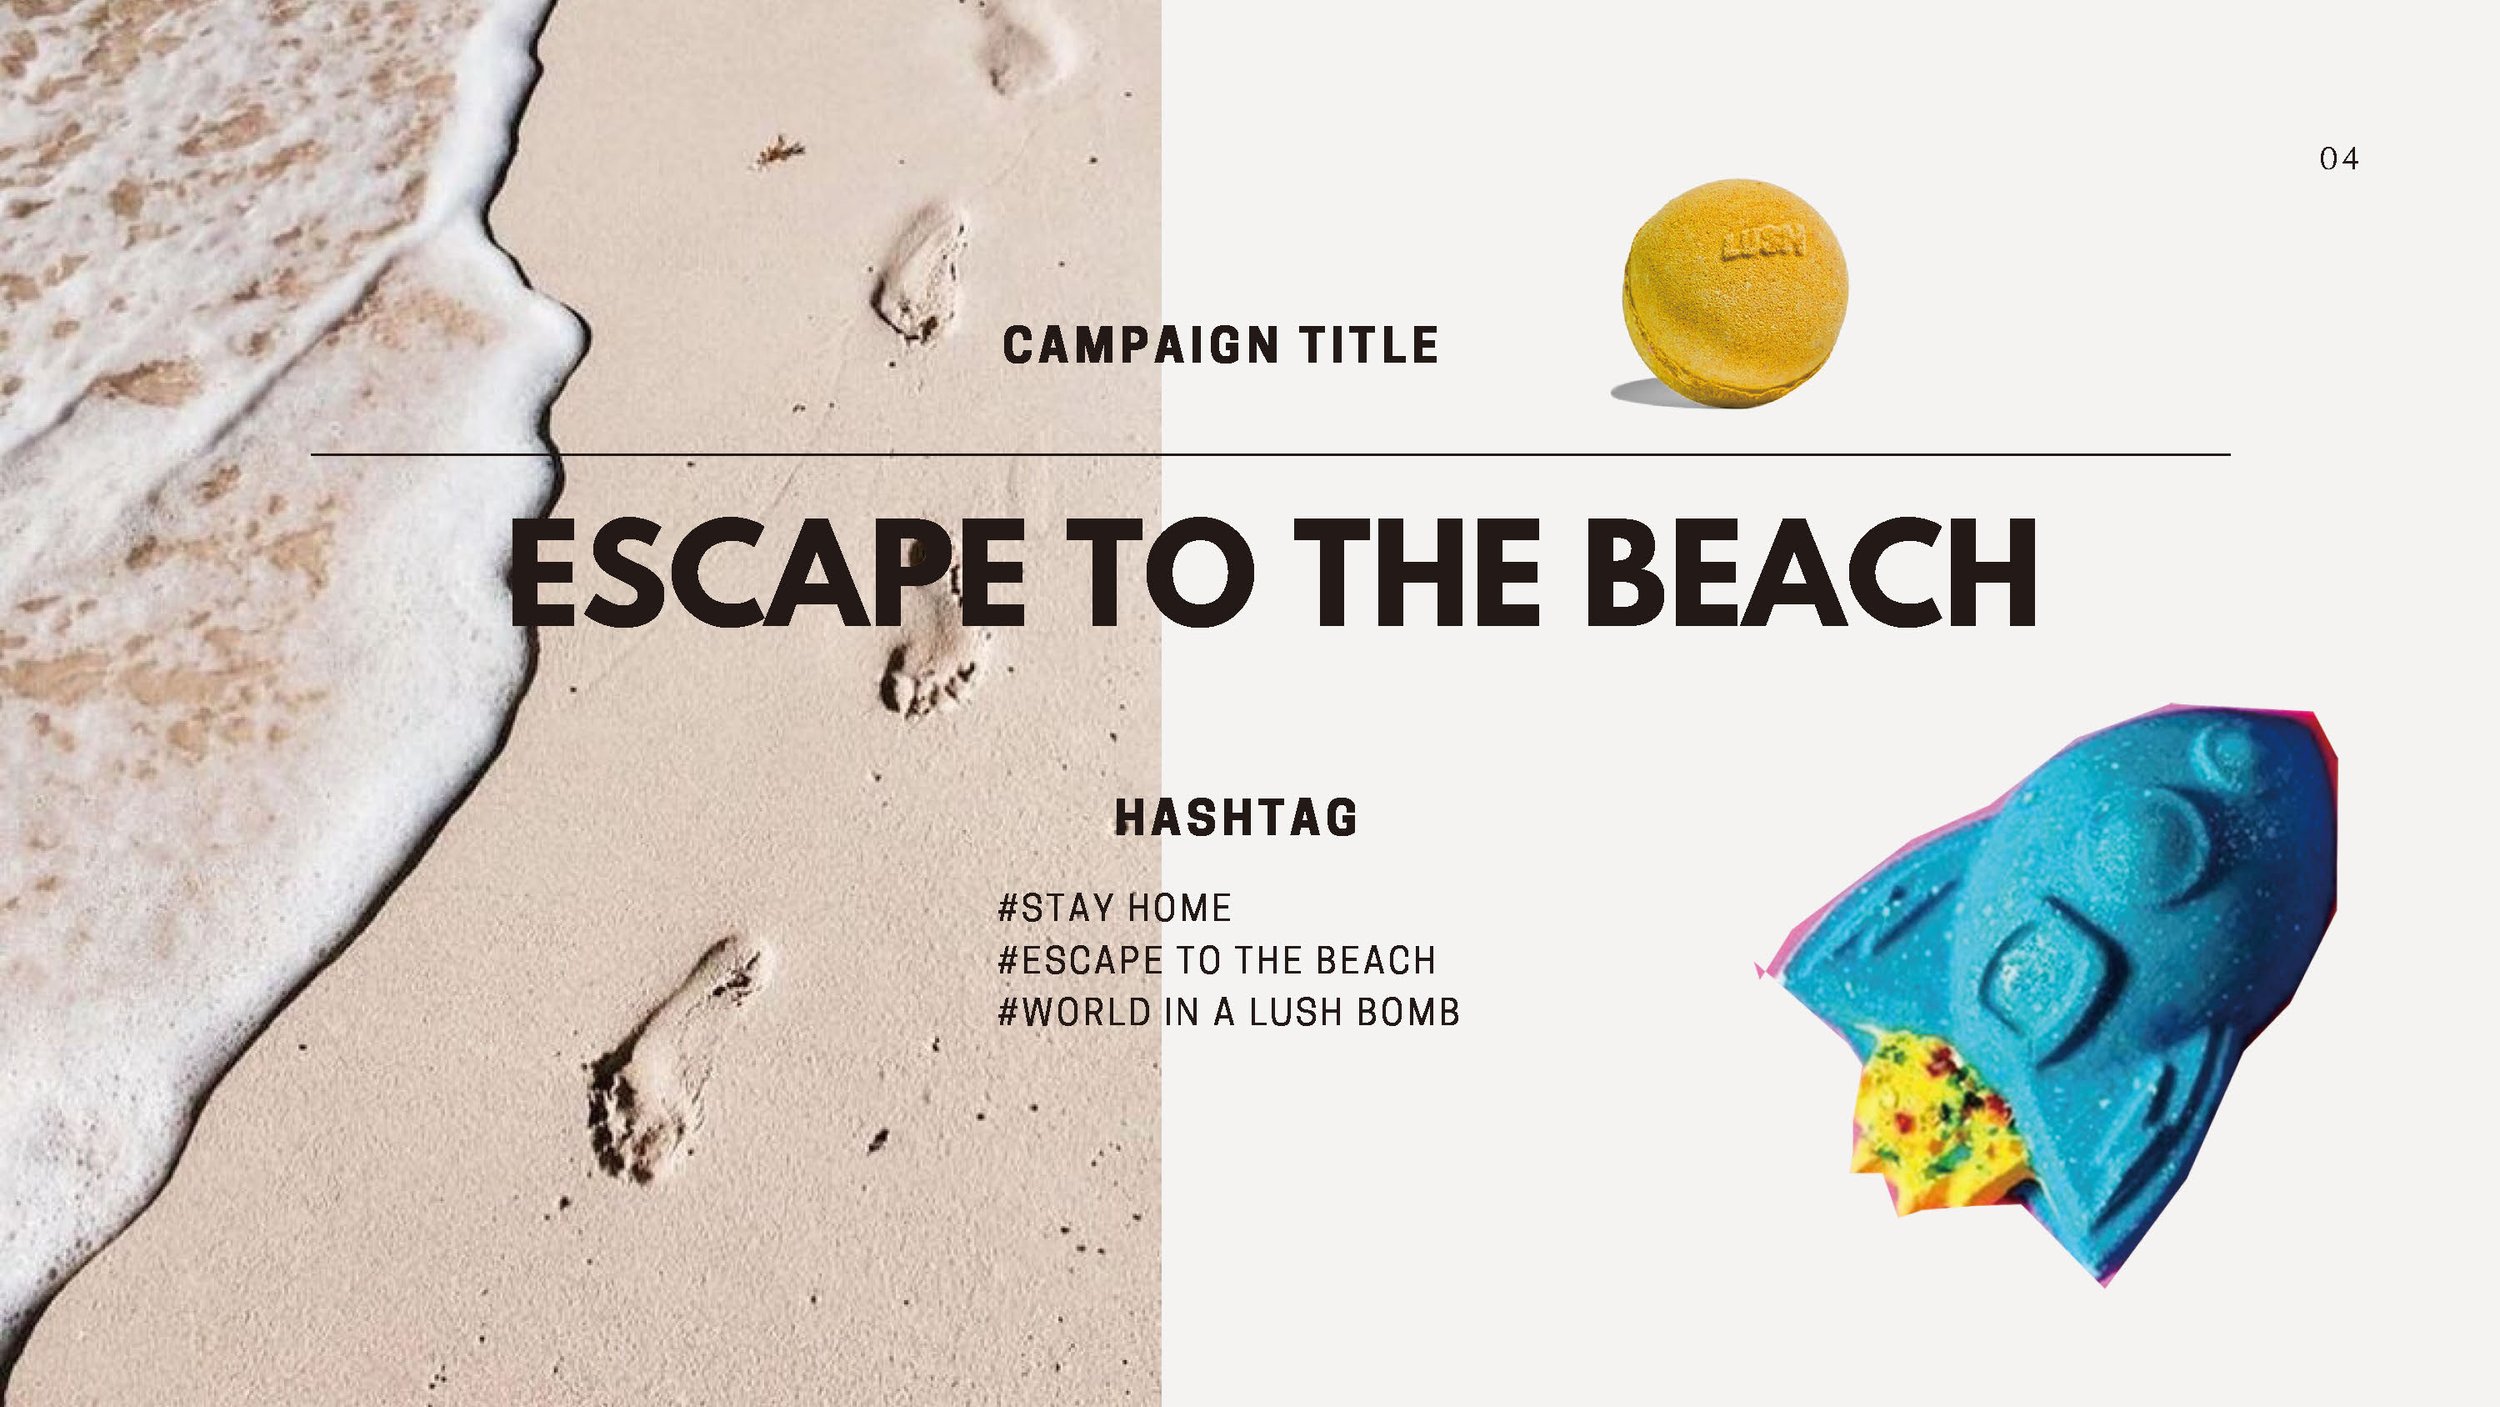 04
LUSH
CAMPAIGN TITLE
ESCAPE TO THE BEACH
HASHTAG
#STAY HOME
#ESCAPE TO THE BEACH
#WORLD IN A LUSH BOMB